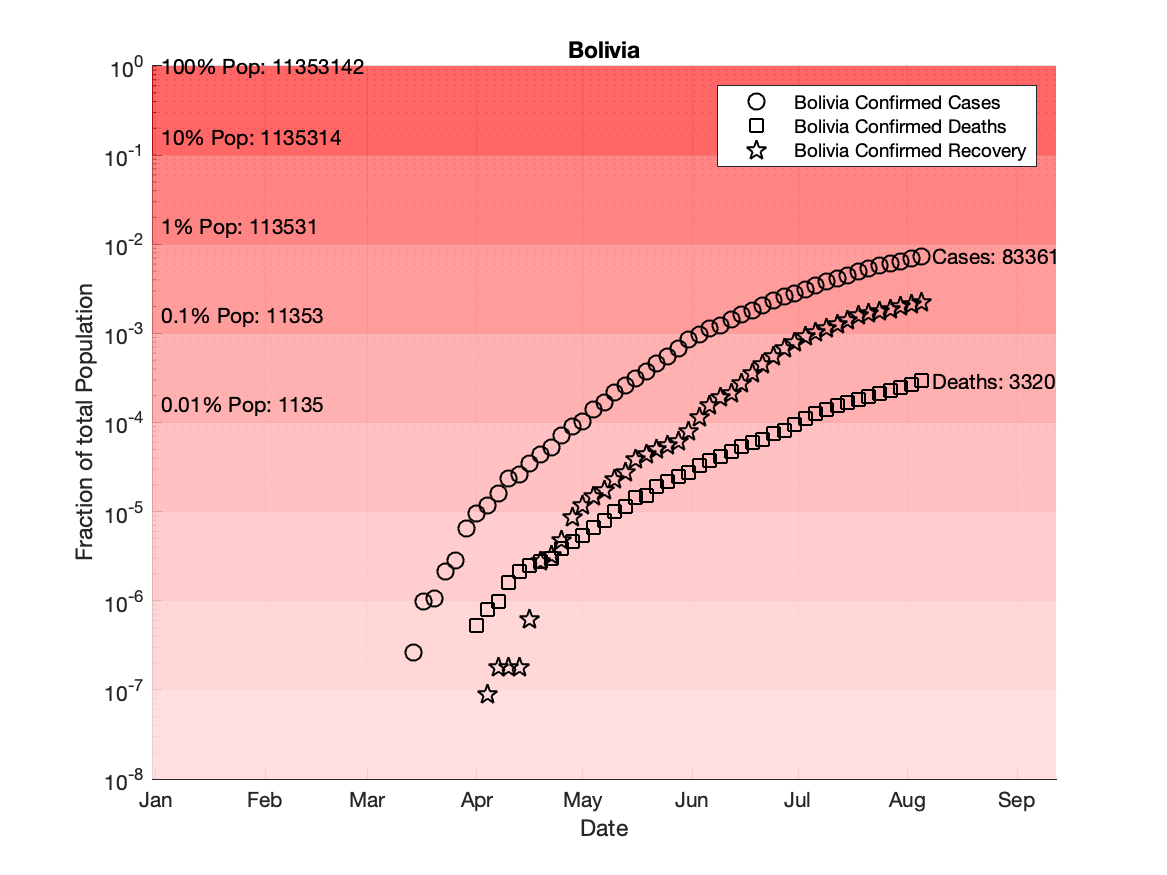 Bolivia
10^0
10^-1
10^-2
10^-3
10^-4
10^-5
10^-6
10^-7
10^-8
Fraction of total Population
100% Pop: 11353142
10% Pop: 1135314
1% Pop: 113531
0.1% Pop: 11353
0.01% Pop: 1135
Bolivia Confirmed Cases
Bolivia Confirmed Deaths
Bolivia Confirmed Recovery
Cases: 83361
Deaths: 3320
Jan Feb Mar Apr May Jun Jul Aug Sep
Date